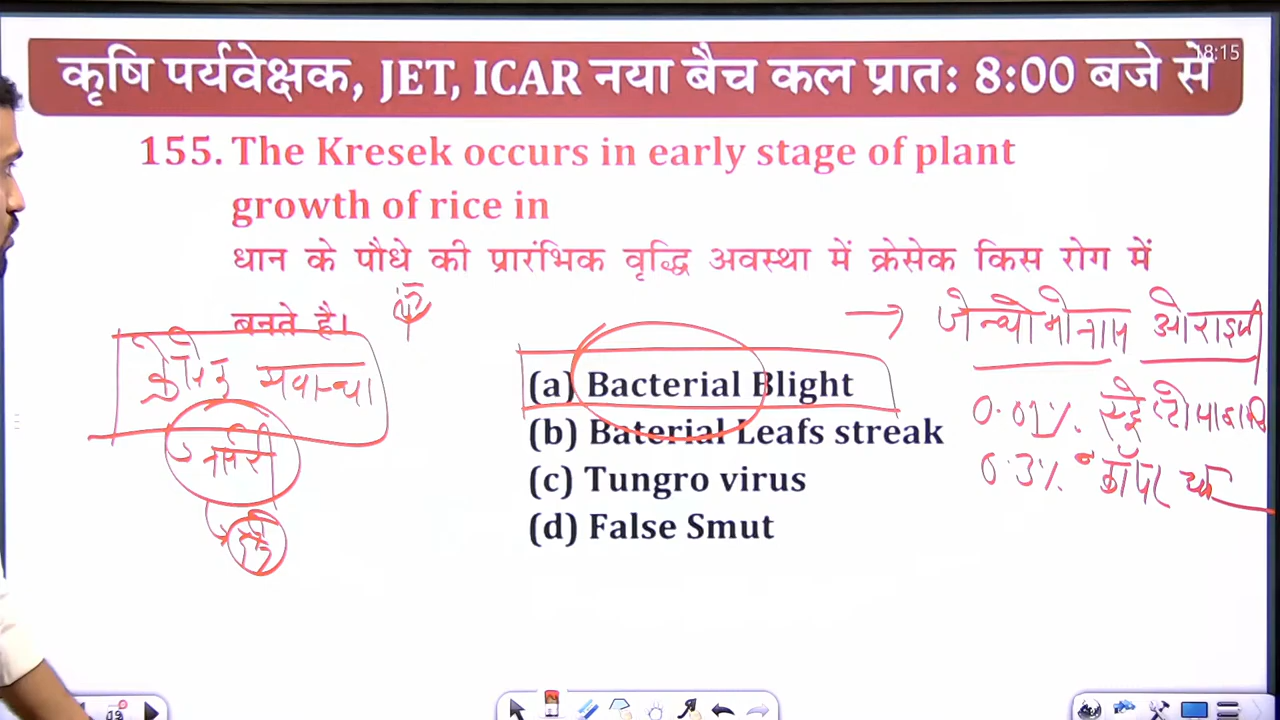 कृषि पर्यवेक्षक, JET, ICAR नया बैच कल प्रात: 8:00 बजे से
18:15
155. The Kresek occurs in early stage of plant
growth of rice in
धान के पौधे की प्रारंभिक वृद्धि अवस्था में क्रेसेक किस रोग में
बनते है।
(a) Bacterial Blight
(b) Baterial Leafs streak
(c) Tungro virus
(d) False Smut
जेन्थोमोनास ओराइजी
0.01%
0.3% कॉपर
नर्सरी